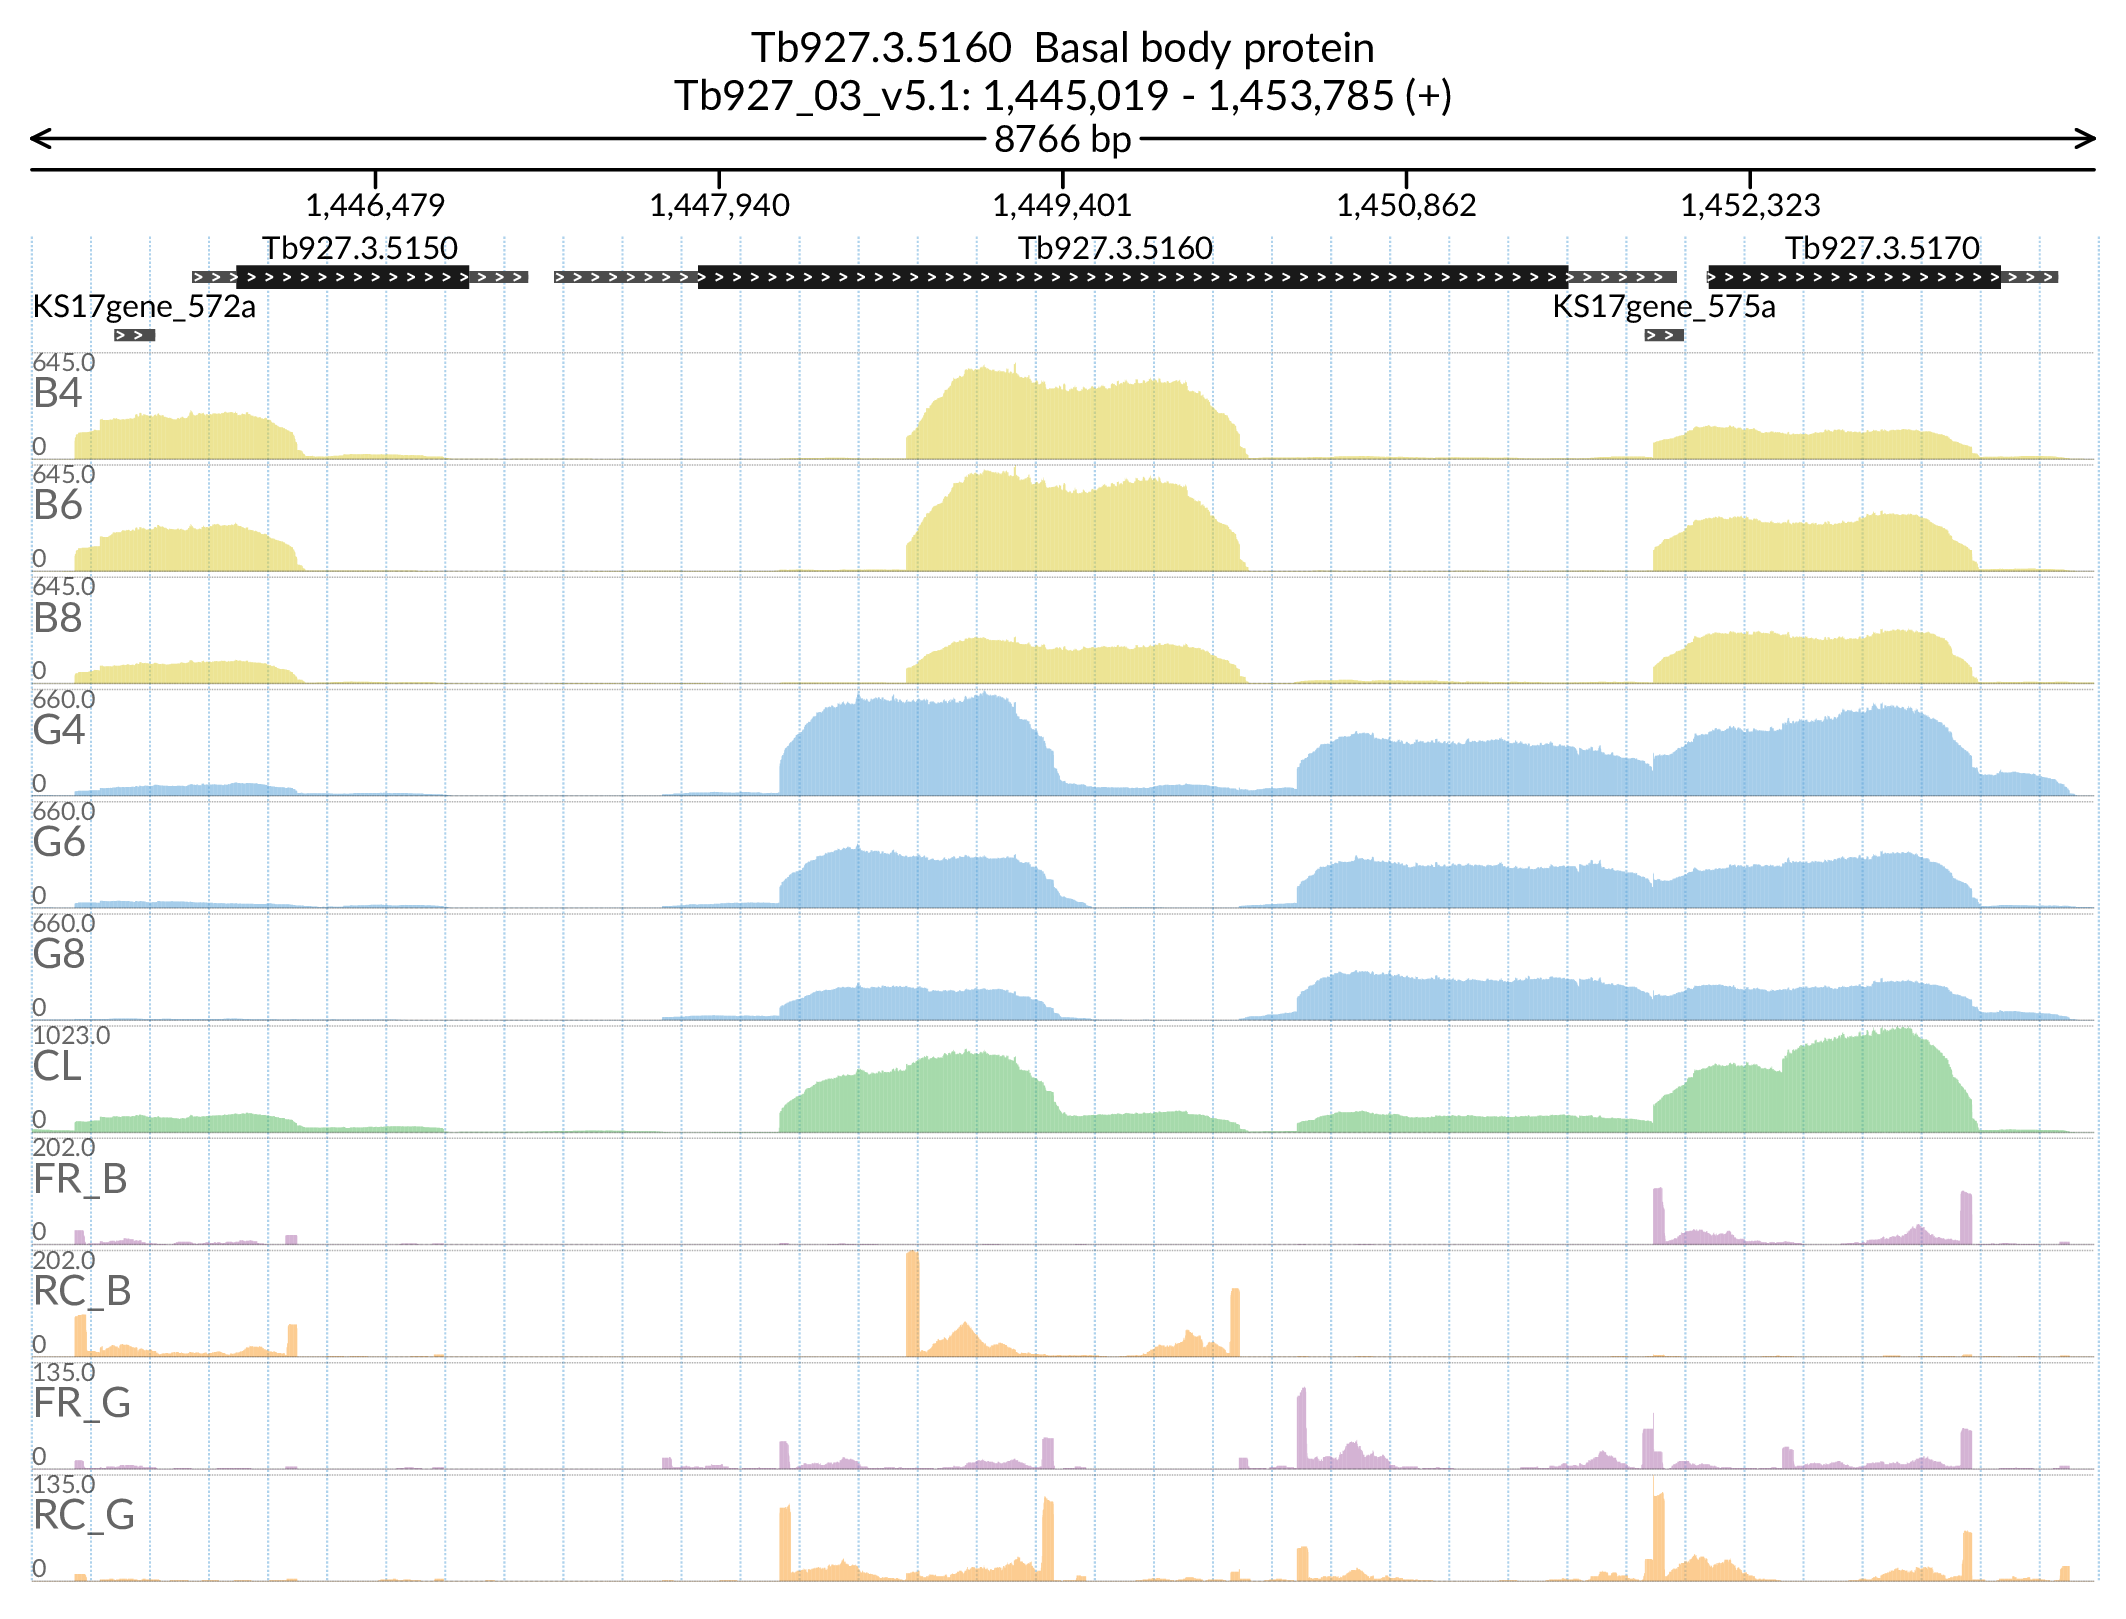 Tb927.3.5160  Basal body protein
Tb927_03_v5.1: 1,445,019 - 1,453,785 (+)
8766 bp
1,446,479 1,447,940 1,449,401 1,450,862 1,452,323
Tb927.3.5150 Tb927.3.5160 Tb927.3.5170
KS17gene_572a KS17gene_575a
645.0
B4
0
645.0
B6
0
645.0
B8
0
660.0
G4
0
660.0
G6
0
660.0
G8
0
1023.0
CL
0
202.0
FR_B
0
202.0
RC_B
0
135.0
FR_G
0
135.0
RC_G
0